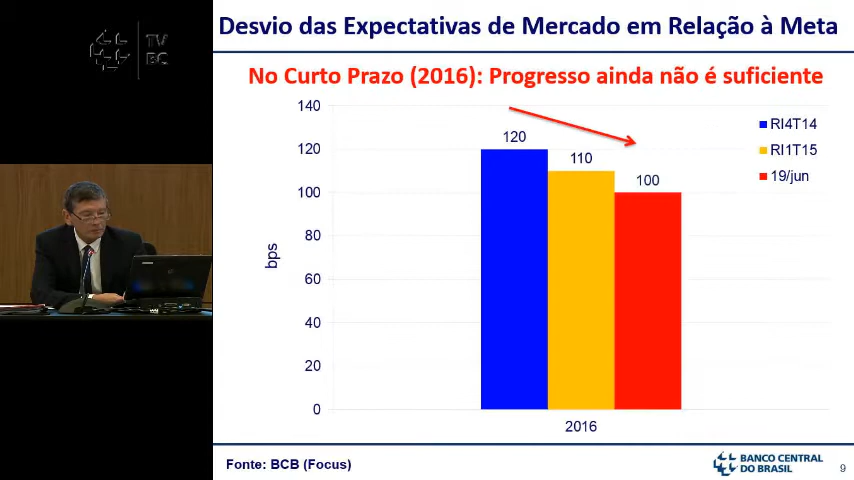 TV
BC
Desvio das Expectativas de Mercado em Relação à Meta
No Curto Prazo (2016): Progresso ainda não é suficiente
140
120
100
80
60
40
20
0
bps
120
110
100
RI4T14
RI1T15
19/jun
2016
Fonte: BCB (Focus)
BANCO CENTRAL
DO BRASIL
9